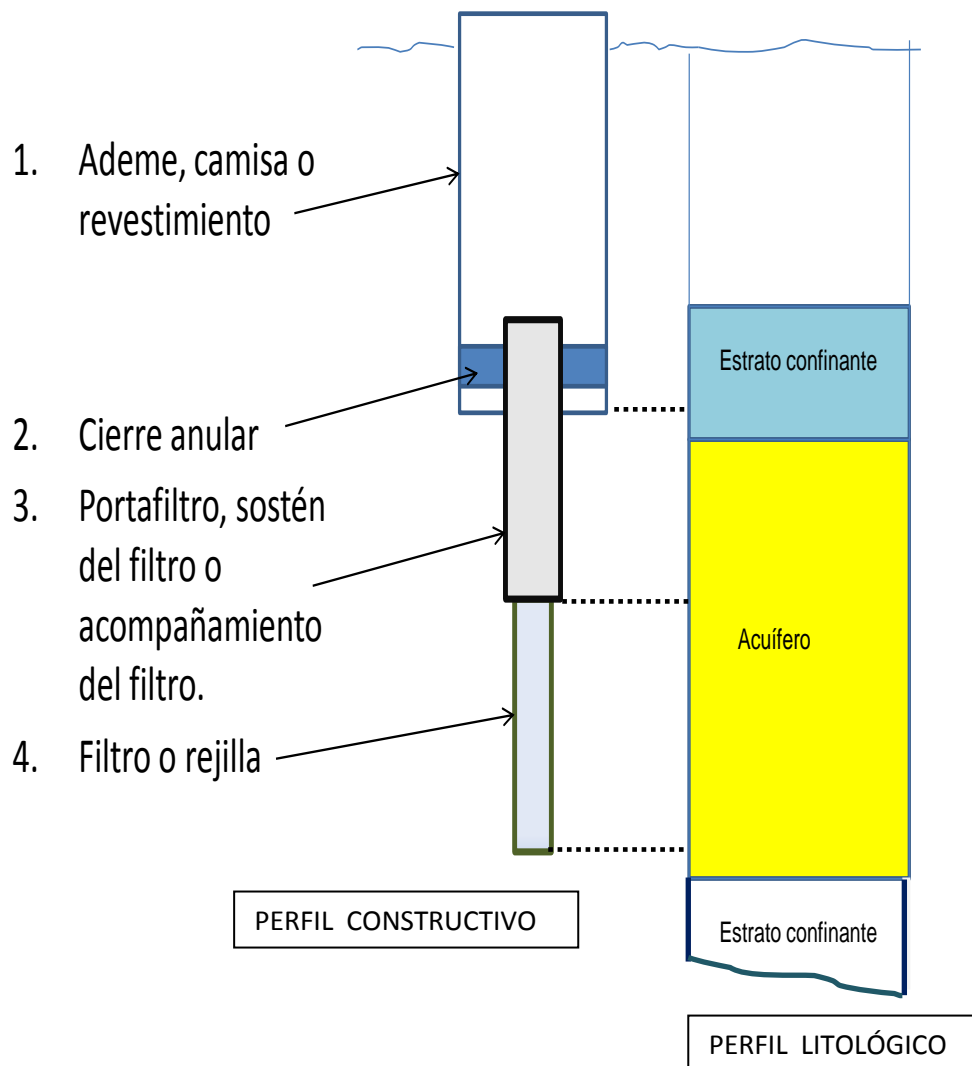 1. Ademe, camisa o
revestimiento
2. Cierre anular
3. Portafiltro, sostén
del filtro o
acompañamiento
del filtro.
4. Filtro o rejilla
Estrato confinante
Acuífero
Estrato confinante
PERFIL CONSTRUCTIVO
PERFIL LITOLÓGICO